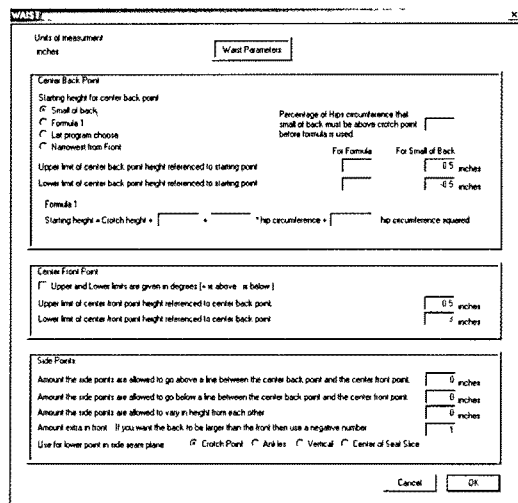 WAIST
Units of measurment
inches
Waist Parameters
Center Back Point
Starting height for center back point
Small of back
Formula 1
Let program choose
Narrowest from Front
Percentage of Hips circumference that
small of back must be above crotch point
before formula is used
For Formula For Small of Back
Upper limit of center back point height referenced to starting point 0.5 inches
Lower limit of center back point height referenced to starting point -0.5 inches
Formula 1
Starting height = Crotch height + + * hip circumference + hip circumference squared
Center Front Point
Upper and Lower limits are given in degrees [+ is above - is below]
Upper limit of center front point height referenced to center back point 0.5 inches
Lower limit of center front point height referenced to center back point inches
Side Points
Amount the side points are allowed to go above a line between the center back point and the center front point. 0 inches
Amount the side points are allowed to go below a line between the center back point and the center front point. 0 inches
Amount the side points are allowed to vary in height from each other 0 inches
Amount extra in front If you want the back to be larger than the front then use a negative number 1
Use for lower point in side seam plane Crotch Point Ankles Vertical Center of Seat Slice
Cancel OK